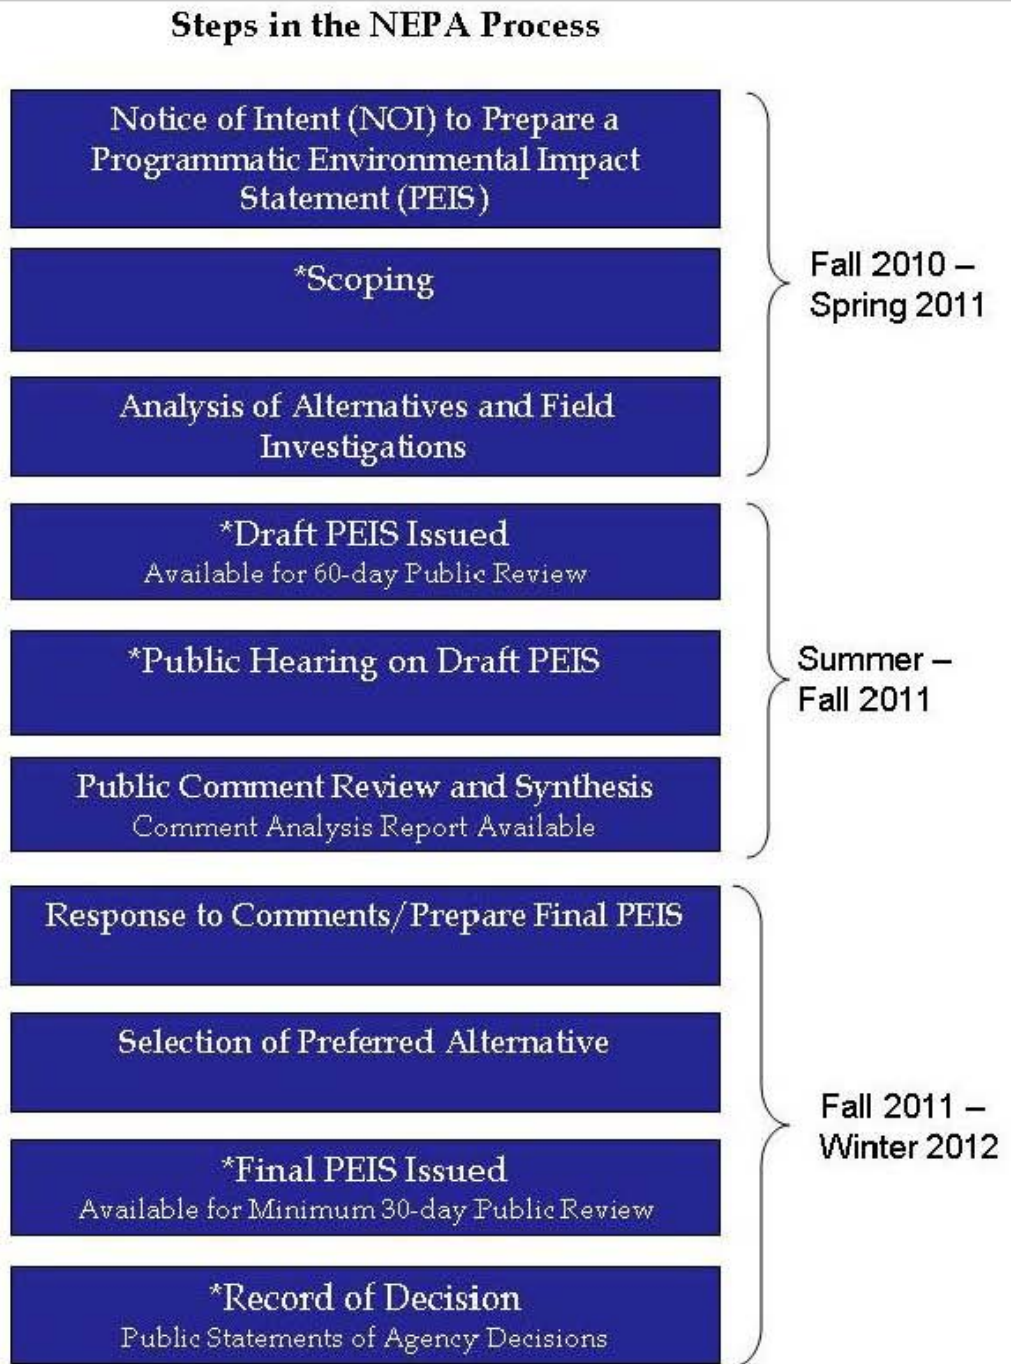 Steps in the NEPA Process
Notice of Intent (NOI) to Prepare a
Programmatic Environmental Impact
Statement (PEIS)
*Scoping
Analysis of Alternatives and Field
Investigations
Fall 2010 –
Spring 2011
*Draft PEIS Issued
Available for 60-day Public Review
*Public Hearing on Draft PEIS
Public Comment Review and Synthesis
Comment Analysis Report Available
Summer –
Fall 2011
Response to Comments/Prepare Final PEIS
Selection of Preferred Alternative
*Final PEIS Issued
Available for Minimum 30-day Public Review
*Record of Decision
Public Statements of Agency Decisions
Fall 2011 –
Winter 2012